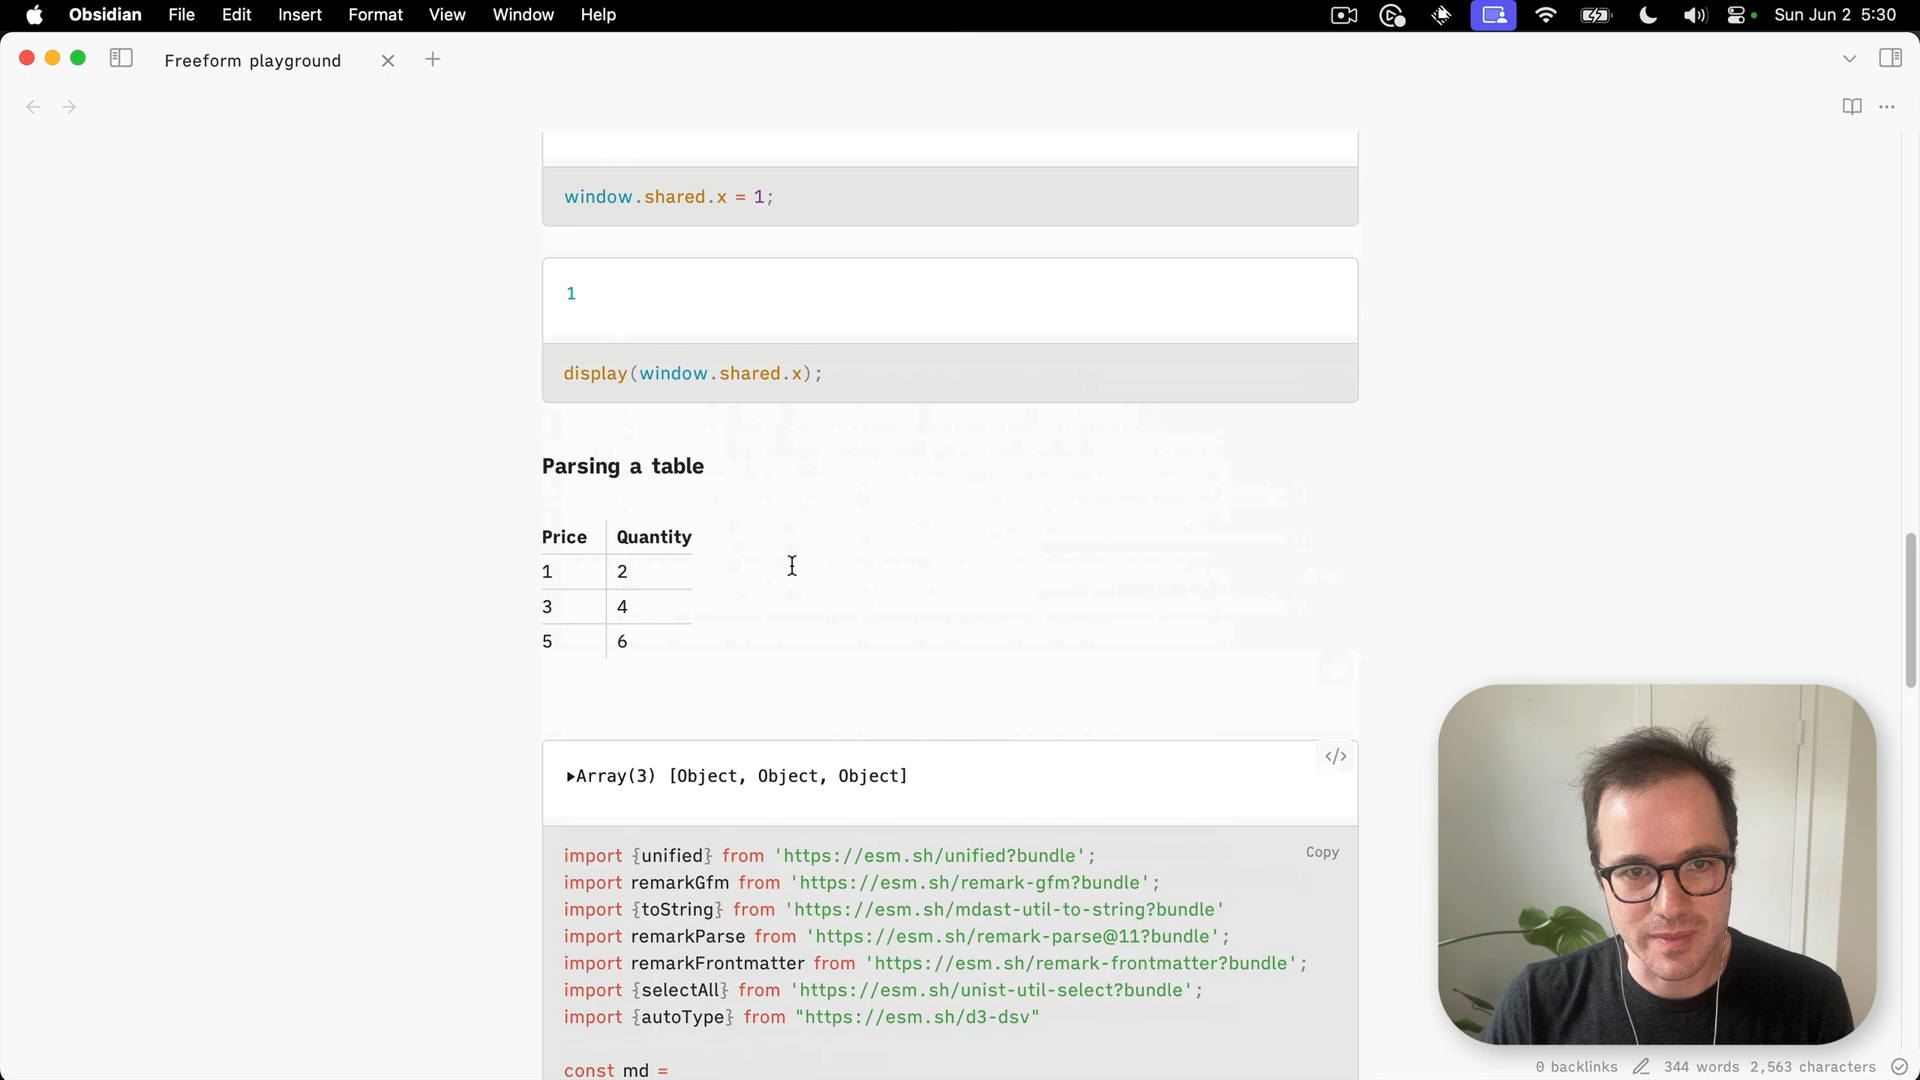 Obsidian File Edit Insert Format View Window Help Sun Jun 2 5:30
Freeform playground
window.shared.x = 1;
1
display(window.shared.x);
Parsing a table
Price Quantity
1 2
3 4
5 6
</>
▶Array(3) [Object, Object, Object]
Copy
import {unified} from 'https://esm.sh/unified?bundle';
import remarkGfm from 'https://esm.sh/remark-gfm?bundle';
import {toString} from 'https://esm.sh/mdast-util-to-string?bundle'
import remarkParse from 'https://esm.sh/remark-parse@11?bundle';
import remarkFrontmatter from 'https://esm.sh/remark-frontmatter?bundle';
import {selectAll} from 'https://esm.sh/unist-util-select?bundle';
import {autoType} from "https://esm.sh/d3-dsv"
const md =
0 backlinks 344 words 2,563 characters